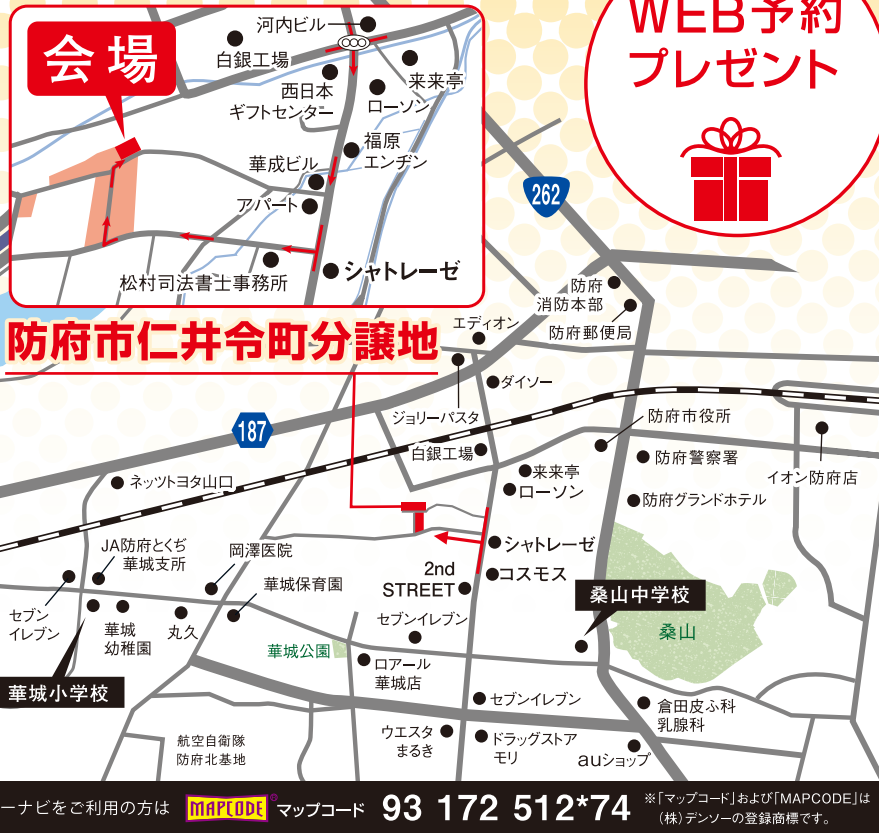 WEB予約
プレゼント
会場
河内ビル
白銀工場
来来亭
西日本
ギフトセンター
ローソン
福原
エンヂン
華成ビル
アパート
松村司法書士事務所
シャトレーゼ
262
防府市仁井令町分譲地
防府
消防本部
防府郵便局
エディオン
ダイソー
ジョリーパスタ
187
白銀工場
防府市役所
防府警察署
イオン防府店
ネッツトヨタ山口
来来亭
ローソン
防府グランドホテル
JA防府とくぢ
華城支所
岡澤医院
シャトレーゼ
コスモス
2nd
STREET
華城保育園
桑山中学校
セブン
イレブン
華城
幼稚園
丸久
セブンイレブン
桑山
華城公園
ロアール
華城店
華城小学校
セブンイレブン
倉田皮ふ科
乳腺科
航空自衛隊
防府北基地
ウエスタ
まるき
ドラッグストア
モリ
auショップ
ーナビをご利用の方は MAPCODE® マップコード 93 172 512*74
※「マップコード」および「MAPCODE」は
(株)デンソーの登録商標です。